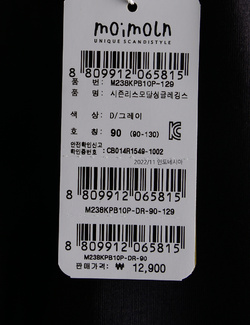 moimoln
UNIQUE SCANDISTYLE
8 809912 065815
품 번: M238KPB10P-129
품 명: 시즌리스모달싱글레깅스
색 상: D/그레이
호 칭: 90 (90-130)
안전확인신고
확인증번호: CB014R1549-1002
2022/11 인도네시아
8 809912 065815
M238KPB10P-DR-90-129
8 809912 065815
M238KPB10P-DR-90
판매가격: ₩ 12,900